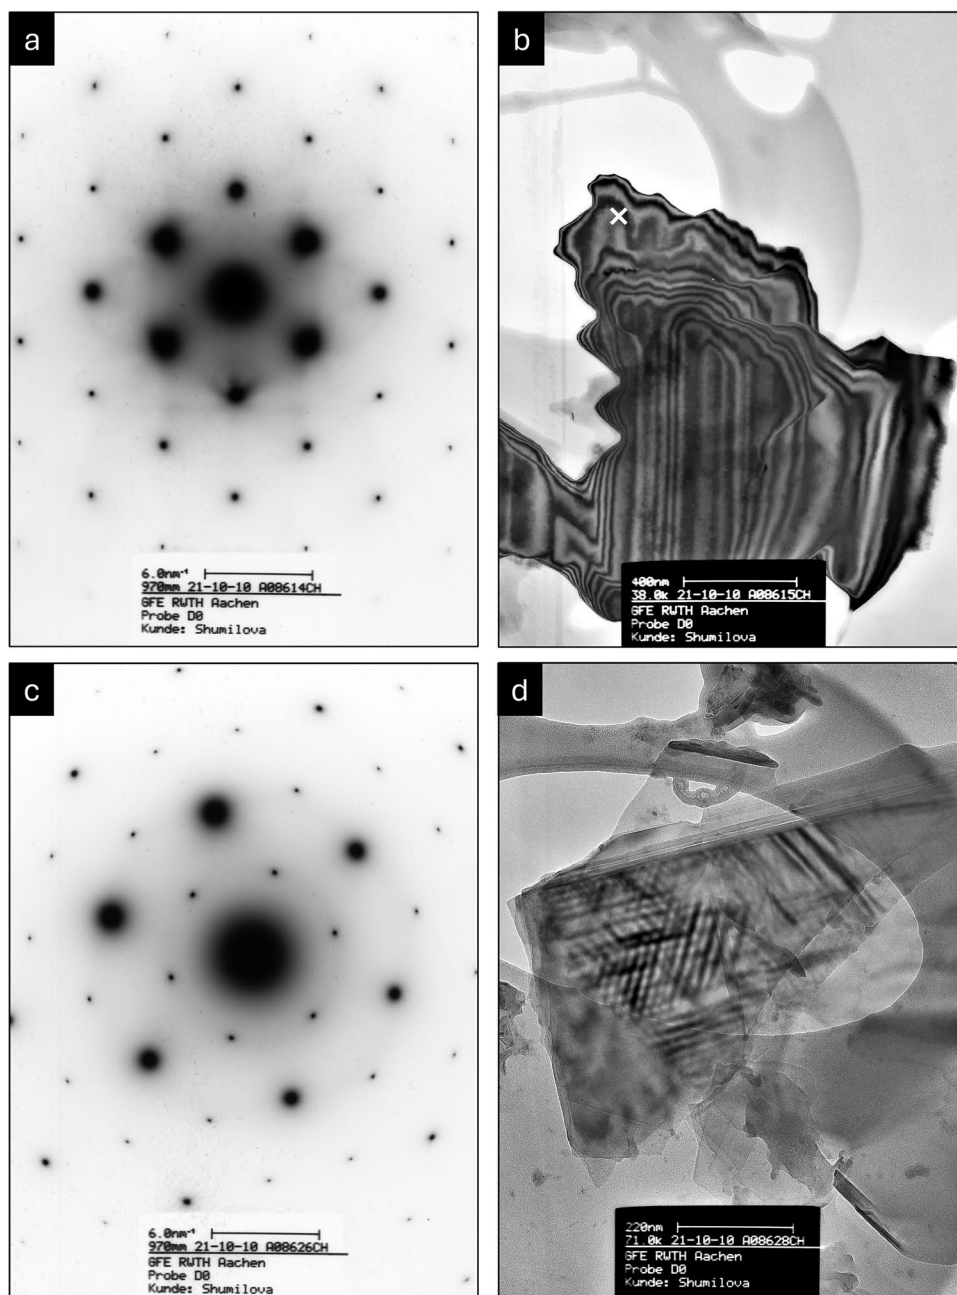 a
6.0nm⁻¹
970mm 21-10-10 A08614CH
GFE RWTH Aachen
Probe D0
Kunde: Shumilova
b
400nm
38.0k 21-10-10 A08615CH
GFE RWTH Aachen
Probe D0
Kunde: Shumilova
c
6.0nm⁻¹
970mm 21-10-10 A08626CH
GFE RWTH Aachen
Probe D0
Kunde: Shumilova
d
220nm
71.0k 21-10-10 A08628CH
GFE RWTH Aachen
Probe D0
Kunde: Shumilova